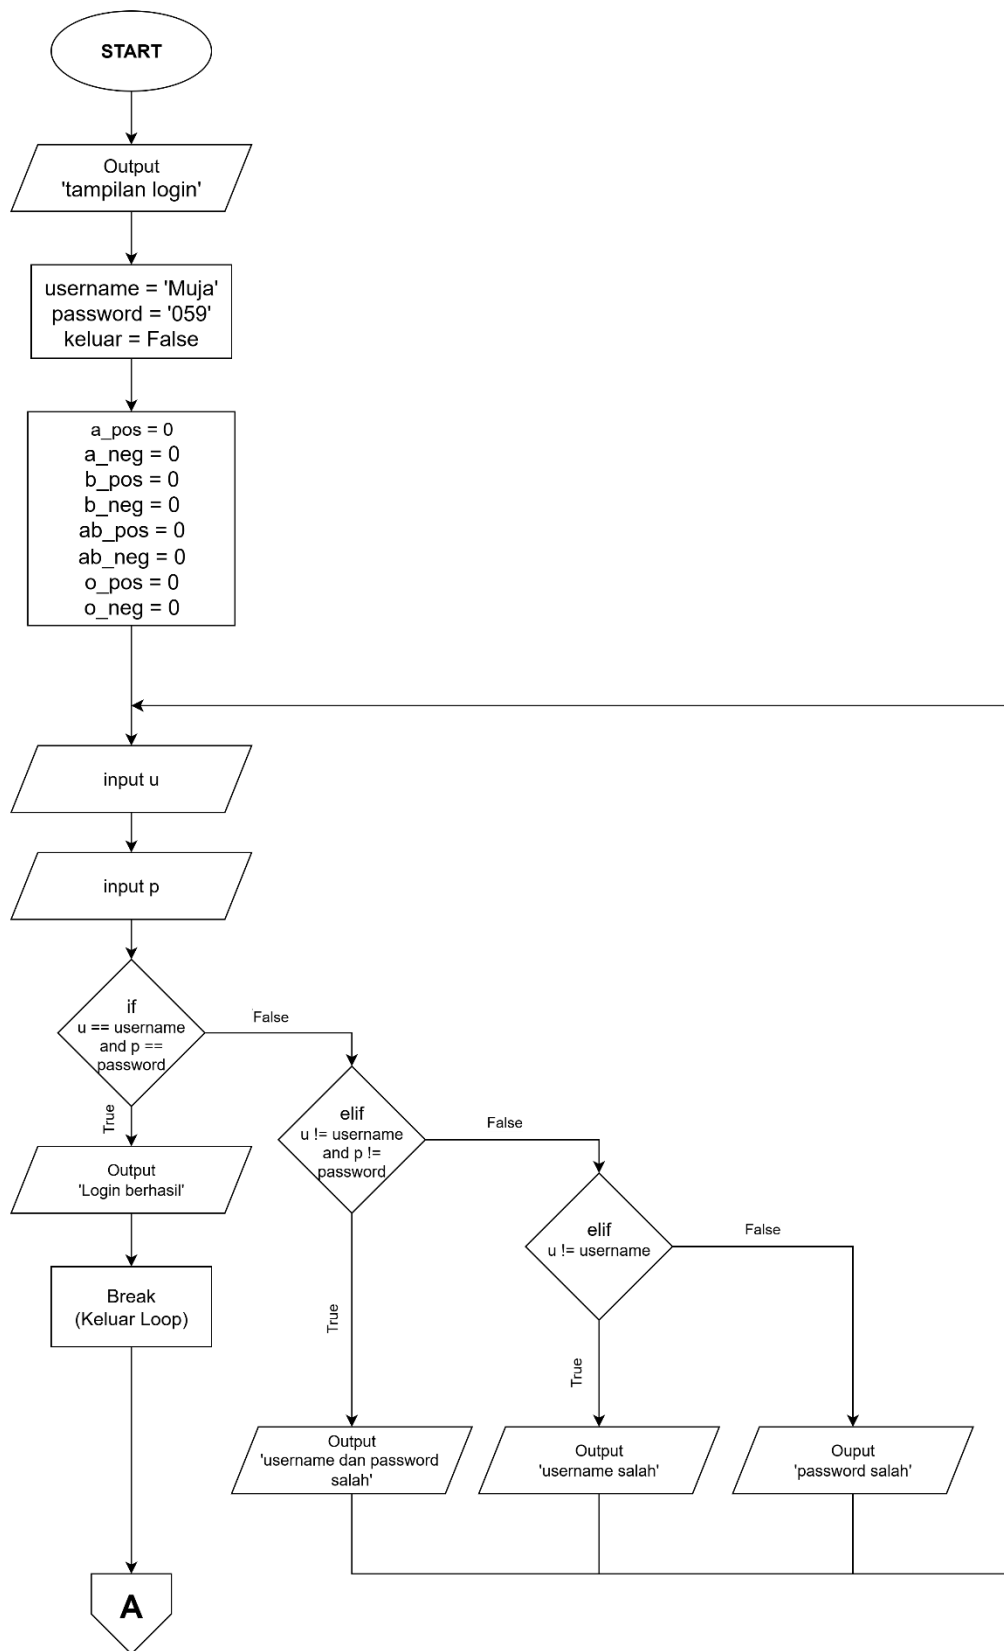 START
Output
'tampilan login'
username = 'Muja'
password = '059'
keluar = False
a_pos = 0
a_neg = 0
b_pos = 0
b_neg = 0
ab_pos = 0
ab_neg = 0
o_pos = 0
o_neg = 0
input u
input p
if
u == username
and p ==
password
False
True
elif
u != username
and p !=
password
False
Output
'Login berhasil'
elif
u != username
False
Break
(Keluar Loop)
True
True
Output
'username dan password
salah'
Output
'username salah'
Ouput
'password salah'
A